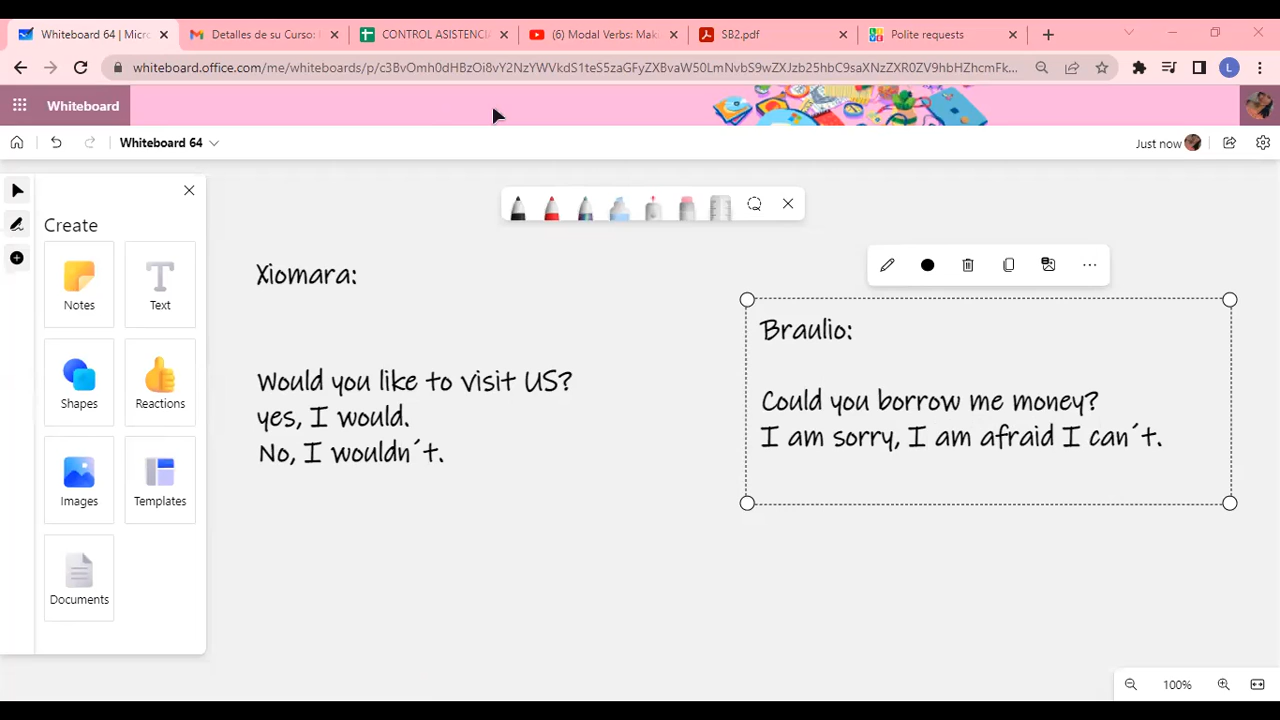 Whiteboard 64 | Micr
Detalles de su Curso: I
CONTROL ASISTENCIA
(6) Modal Verbs: Mak
SB2.pdf
Polite requests
whiteboard.office.com/me/whiteboards/p/c3BvOmh0dHBzOi8vY2NzYWVkdS1teS5zaGFyZXBvaW50LmNvbS9wZXJzb25hbC9saXNzZXR0ZV9hbHZhcmFk...
L
Whiteboard
Whiteboard 64
Just now
Create
Notes
Text
Shapes
Reactions
Images
Templates
Documents
Xiomara:
Would you like to visit US?
yes, I would.
No, I wouldn´t.
Braulio:
Could you borrow me money?
I am sorry, I am afraid I can´t.
100%